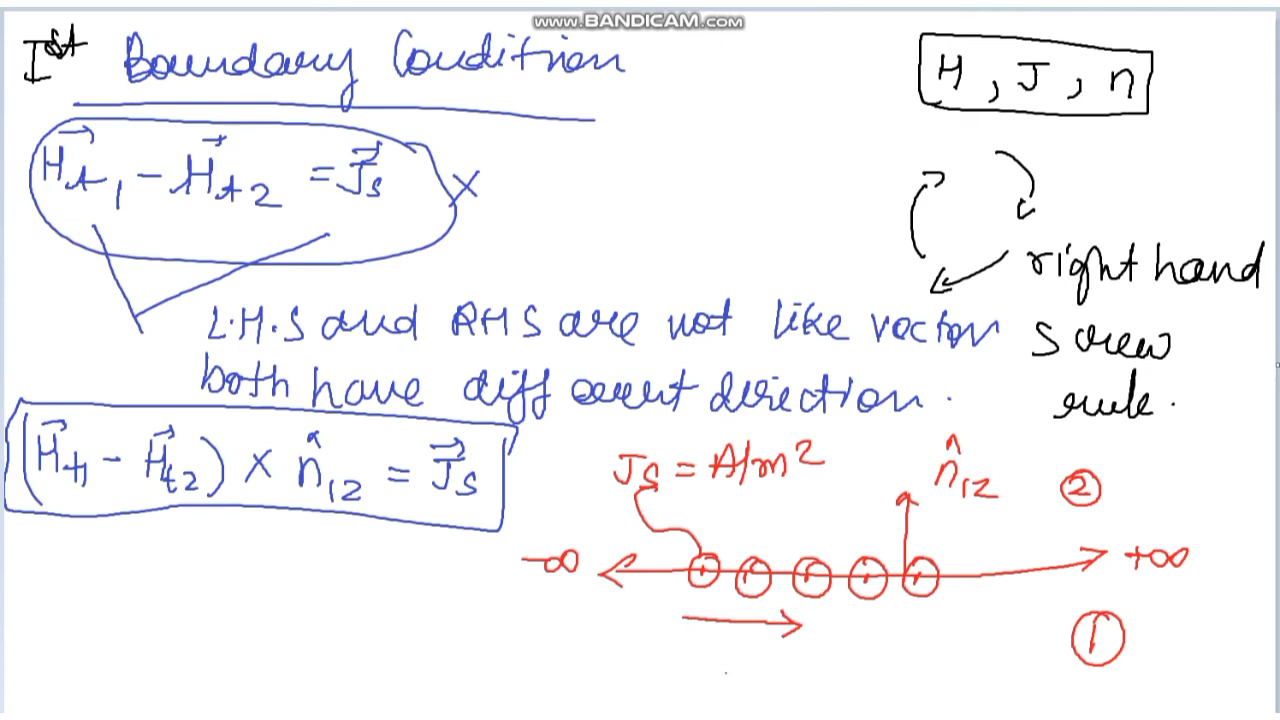 WWW.BANDICAM.COM
Ist Boundary Condition
H, J, n
Ht1 - Ht2 = Js ×
right hand
screw
rule.
L.H.S and RHS are not like vector
both have different direction.
(Ht1 - Ht2) × n̂12 = Js
Js = A/m2
n̂12
2
-∞
+∞
1